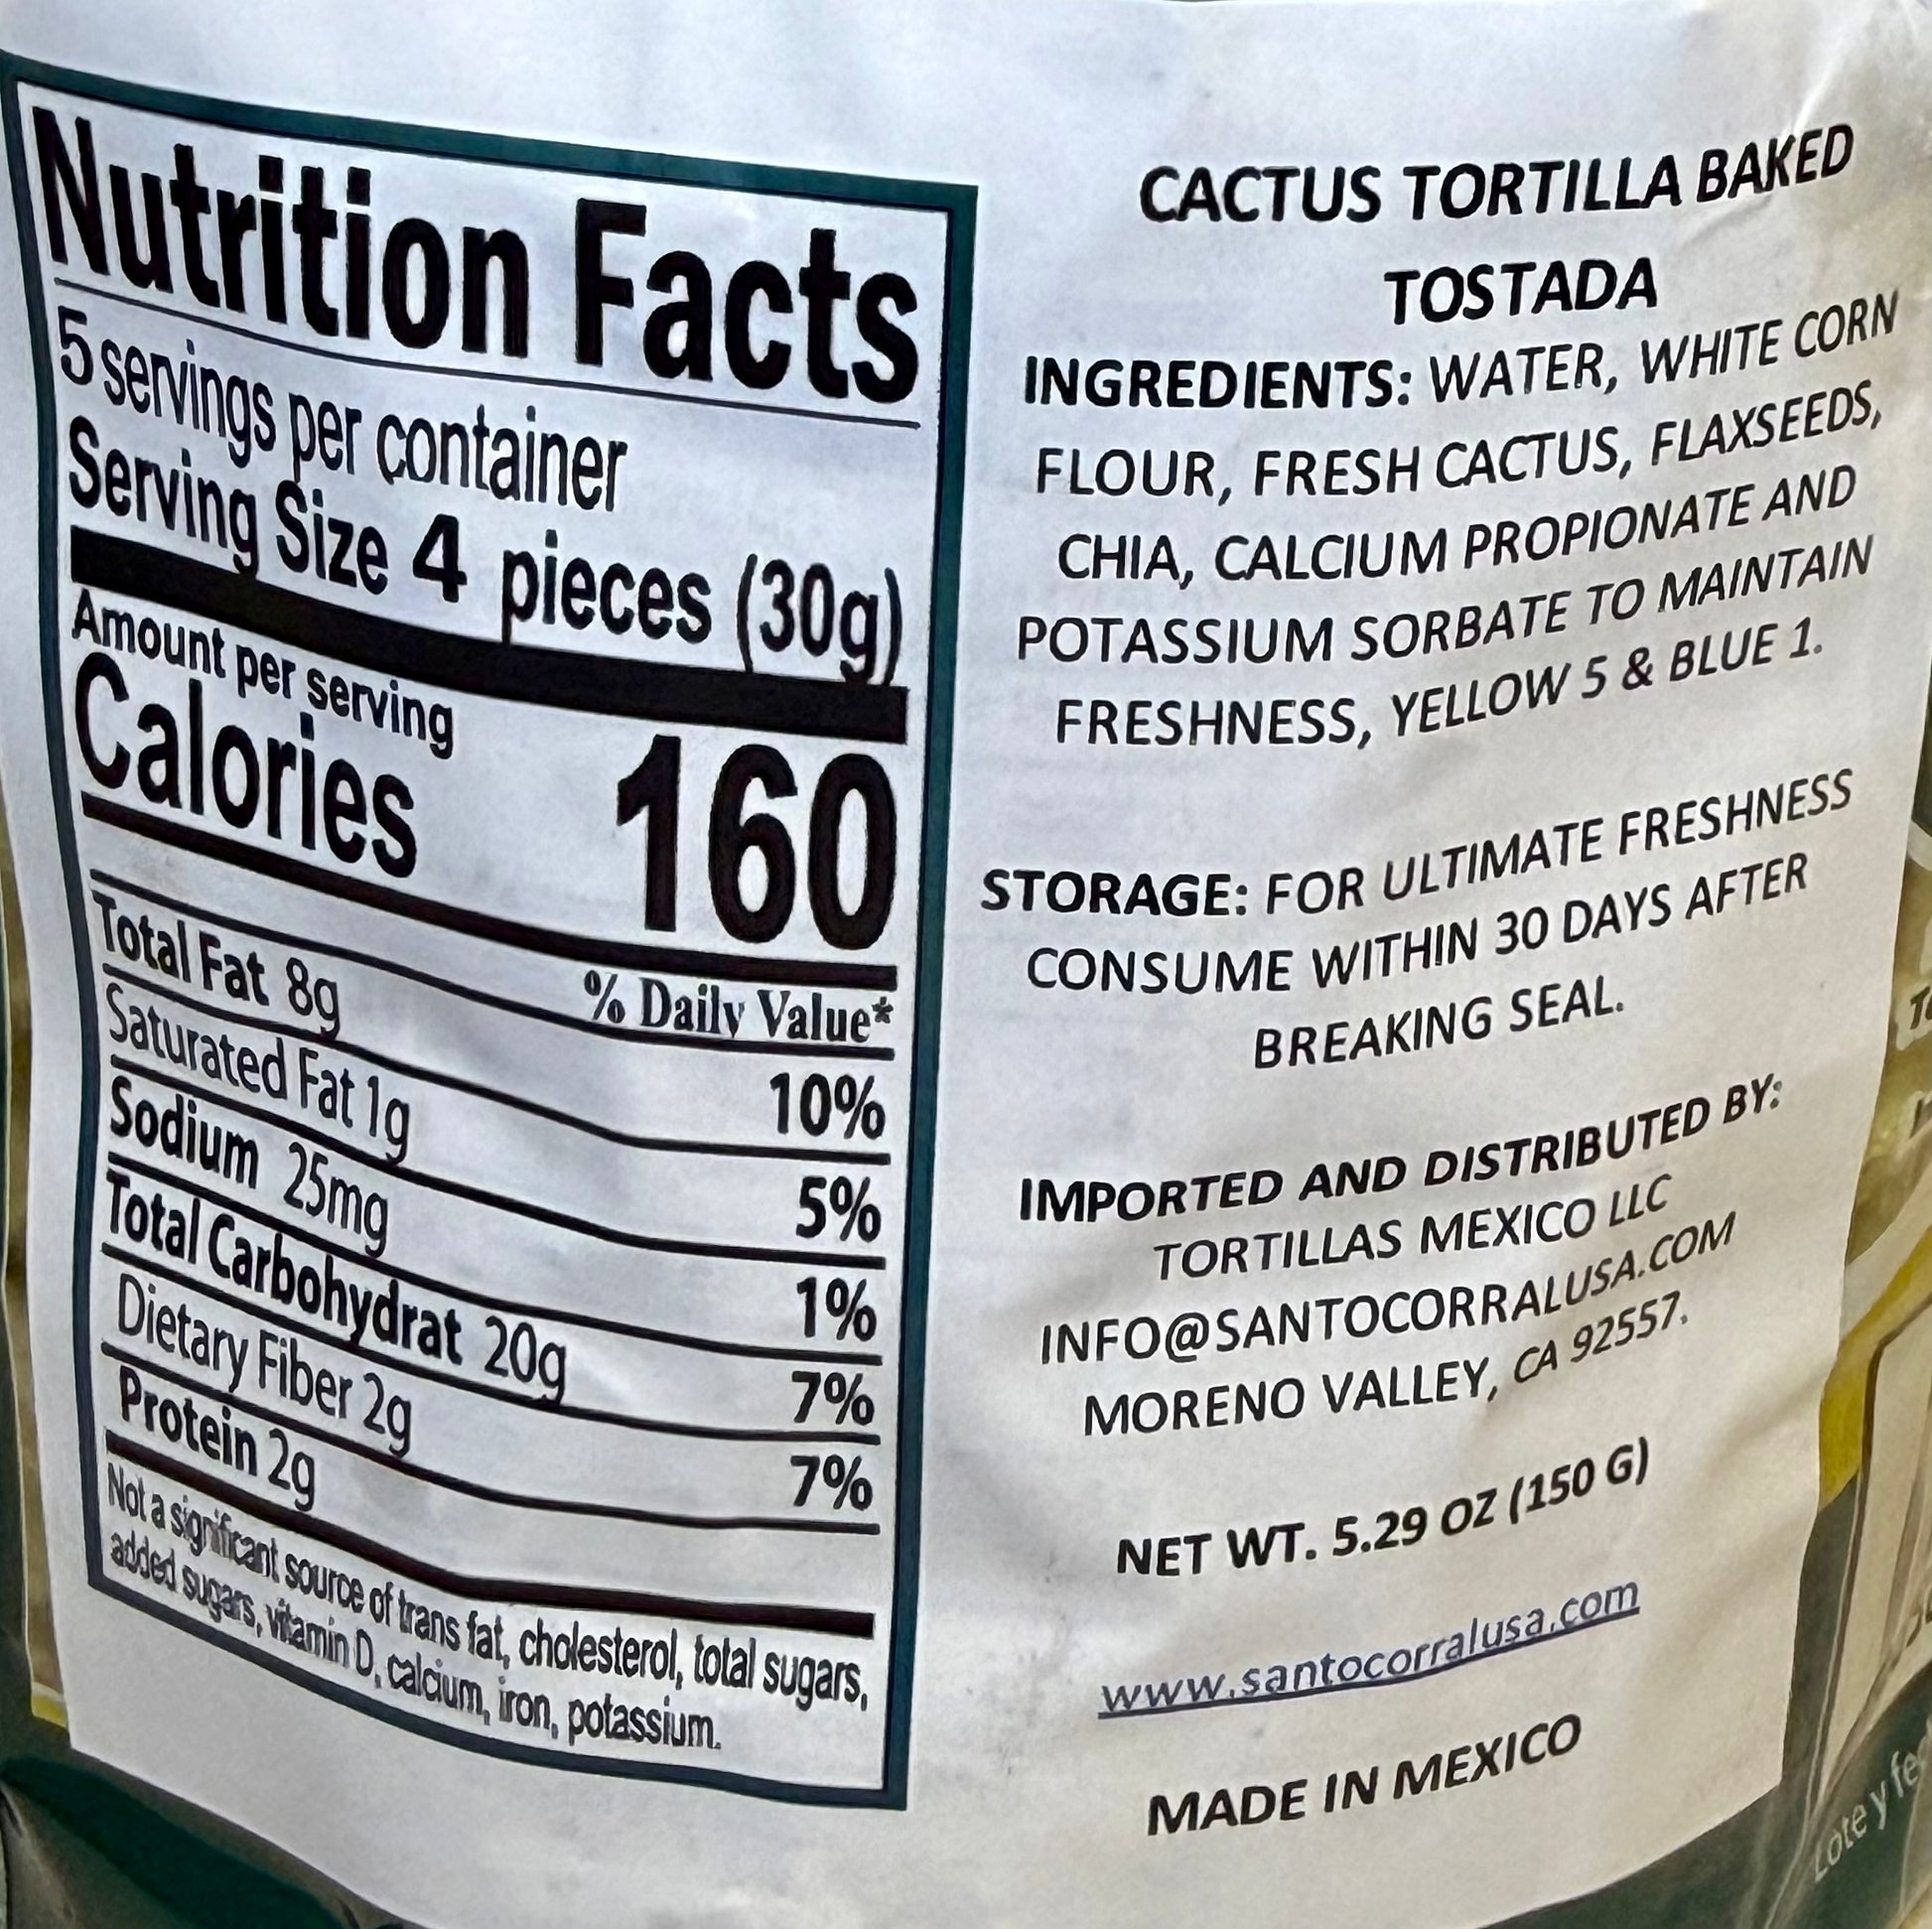 Nutrition Facts
5 servings per container
Serving Size 4 pieces (30g)
Amount per serving
Calories 160
% Daily Value*
Total Fat 8g 10%
Saturated Fat 1g 5%
Sodium 25mg 1%
Total Carbohydrat 20g 7%
Dietary Fiber 2g 7%
Protein 2g
Not a significant source of trans fat, cholesterol, total sugars,
added sugars, vitamin D, calcium, iron, potassium.
CACTUS TORTILLA BAKED
TOSTADA
INGREDIENTS: WATER, WHITE CORN
FLOUR, FRESH CACTUS, FLAXSEEDS,
CHIA, CALCIUM PROPIONATE AND
POTASSIUM SORBATE TO MAINTAIN
FRESHNESS, YELLOW 5 & BLUE 1.
STORAGE: FOR ULTIMATE FRESHNESS
CONSUME WITHIN 30 DAYS AFTER
BREAKING SEAL.
IMPORTED AND DISTRIBUTED BY:
TORTILLAS MEXICO LLC
INFO@SANTOCORRALUSA.COM
MORENO VALLEY, CA 92557.
NET WT. 5.29 OZ (150 G)
www.santocorralusa.com
MADE IN MEXICO
Lote y